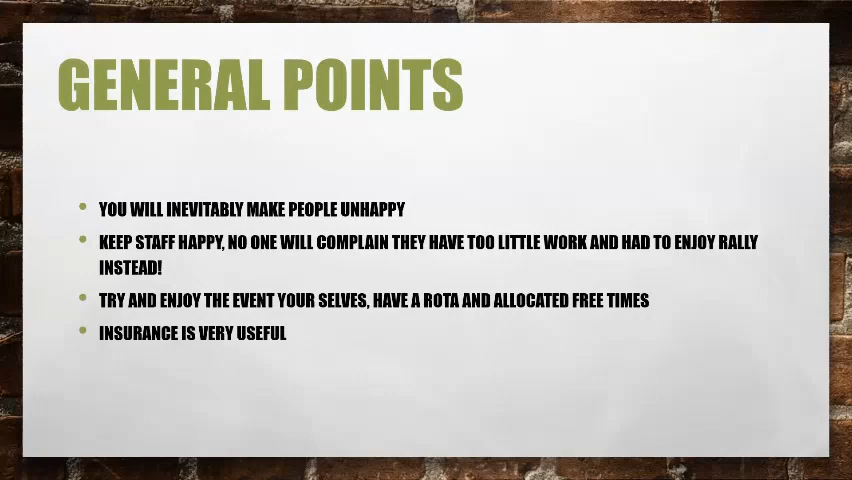 GENERAL POINTS
• YOU WILL INEVITABLY MAKE PEOPLE UNHAPPY
• KEEP STAFF HAPPY, NO ONE WILL COMPLAIN THEY HAVE TOO LITTLE WORK AND HAD TO ENJOY RALLY
INSTEAD!
• TRY AND ENJOY THE EVENT YOUR SELVES, HAVE A ROTA AND ALLOCATED FREE TIMES
• INSURANCE IS VERY USEFUL